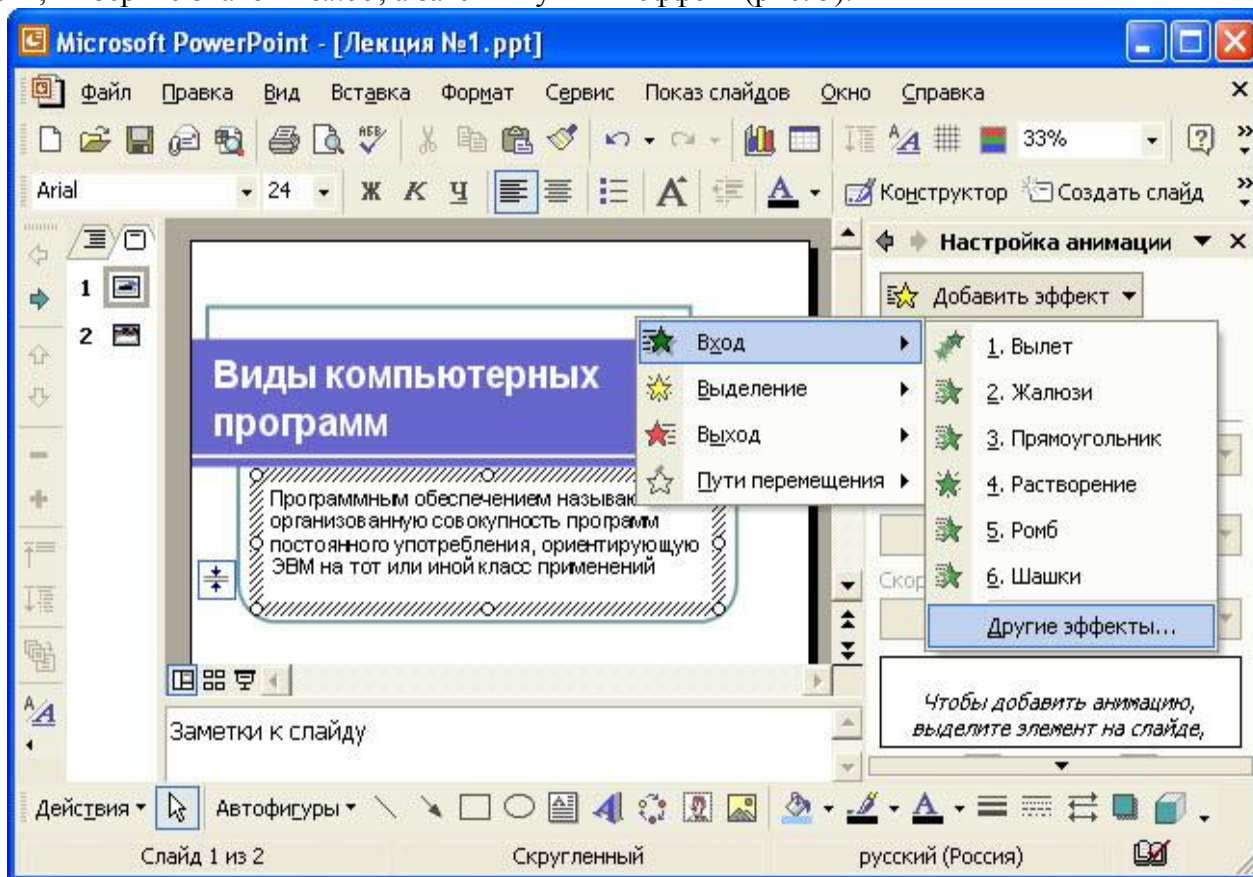 Microsoft PowerPoint - [Лекция №1.ppt]
Файл Правка Вид Вставка Формат Сервис Показ слайдов Окно Справка
АБВ 33%
Arial 24 Ж К Ч А А Конструктор Создать слайд
Настройка анимации
1
Добавить эффект
2
Вход
Выделение
Выход
Пути перемещения
1. Вылет
2. Жалюзи
3. Прямоугольник
4. Растворение
5. Ромб
6. Шашки
Другие эффекты...
Виды компьютерных
программ
Программным обеспечением называю
организованную совокупность программ
постоянного употребления, ориентирующую
ЭВМ на тот или иной класс применений
Скор
Чтобы добавить анимацию,
выделите элемент на слайде,
Заметки к слайду
Действия Автофигуры
Слайд 1 из 2 Скругленный русский (Россия)